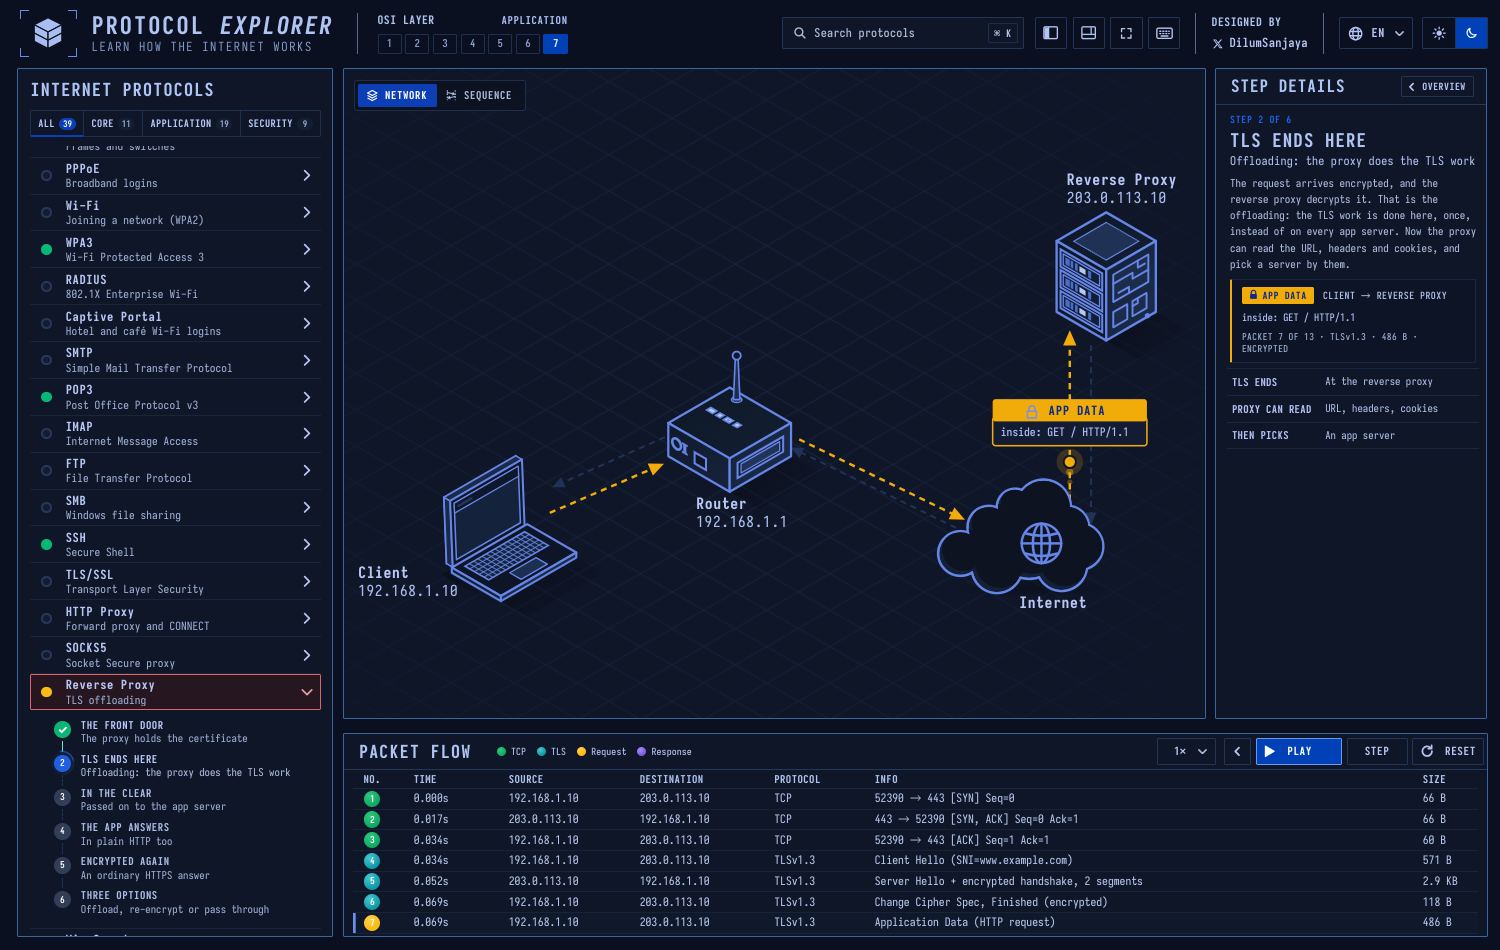 PROTOCOL EXPLORER
LEARN HOW THE INTERNET WORKS
OSI LAYER APPLICATION
1 2 3 4 5 6 7
Search protocols ⌘ K
DESIGNED BY
DilumSanjaya
EN
INTERNET PROTOCOLS
ALL 39 CORE 11 APPLICATION 19 SECURITY 9
Frames and switches
PPPoE
Broadband logins
Wi-Fi
Joining a network (WPA2)
WPA3
Wi-Fi Protected Access 3
RADIUS
802.1X Enterprise Wi-Fi
Captive Portal
Hotel and café Wi-Fi logins
SMTP
Simple Mail Transfer Protocol
POP3
Post Office Protocol v3
IMAP
Internet Message Access
FTP
File Transfer Protocol
SMB
Windows file sharing
SSH
Secure Shell
TLS/SSL
Transport Layer Security
HTTP Proxy
Forward proxy and CONNECT
SOCKS5
Socket Secure proxy
Reverse Proxy
TLS offloading
THE FRONT DOOR
The proxy holds the certificate
2 TLS ENDS HERE
Offloading: the proxy does the TLS work
3 IN THE CLEAR
Passed on to the app server
4 THE APP ANSWERS
In plain HTTP too
5 ENCRYPTED AGAIN
An ordinary HTTPS answer
6 THREE OPTIONS
Offload, re-encrypt or pass through
NETWORK SEQUENCE
Reverse Proxy
203.0.113.10
APP DATA
inside: GET / HTTP/1.1
Router
192.168.1.1
Client
192.168.1.10
Internet
STEP DETAILS OVERVIEW
STEP 2 OF 6
TLS ENDS HERE
Offloading: the proxy does the TLS work
The request arrives encrypted, and the
reverse proxy decrypts it. That is the
offloading: the TLS work is done here, once,
instead of on every app server. Now the proxy
can read the URL, headers and cookies, and
pick a server by them.
APP DATA CLIENT → REVERSE PROXY
inside: GET / HTTP/1.1
PACKET 7 OF 13 · TLSv1.3 · 486 B ·
ENCRYPTED
TLS ENDS At the reverse proxy
PROXY CAN READ URL, headers, cookies
THEN PICKS An app server
PACKET FLOW TCP TLS Request Response 1× PLAY STEP RESET
NO. TIME SOURCE DESTINATION PROTOCOL INFO SIZE
1 0.000s 192.168.1.10 203.0.113.10 TCP 52390 → 443 [SYN] Seq=0 66 B
2 0.017s 203.0.113.10 192.168.1.10 TCP 443 → 52390 [SYN, ACK] Seq=0 Ack=1 66 B
3 0.034s 192.168.1.10 203.0.113.10 TCP 52390 → 443 [ACK] Seq=1 Ack=1 60 B
4 0.034s 192.168.1.10 203.0.113.10 TLSv1.3 Client Hello (SNI=www.example.com) 571 B
5 0.052s 203.0.113.10 192.168.1.10 TLSv1.3 Server Hello + encrypted handshake, 2 segments 2.9 KB
6 0.069s 192.168.1.10 203.0.113.10 TLSv1.3 Change Cipher Spec, Finished (encrypted) 118 B
7 0.069s 192.168.1.10 203.0.113.10 TLSv1.3 Application Data (HTTP request) 486 B